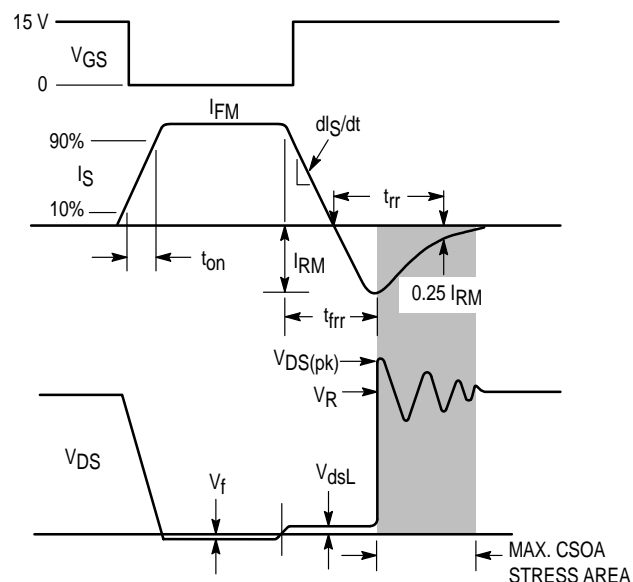 15 V
VGS
0
IFM
90%
dIS/dt
IS
trr
10%
ton
IRM
0.25 IRM
tfrr
VDS(pk)
VR
VDS
Vf
VdsL
MAX. CSOA
STRESS AREA